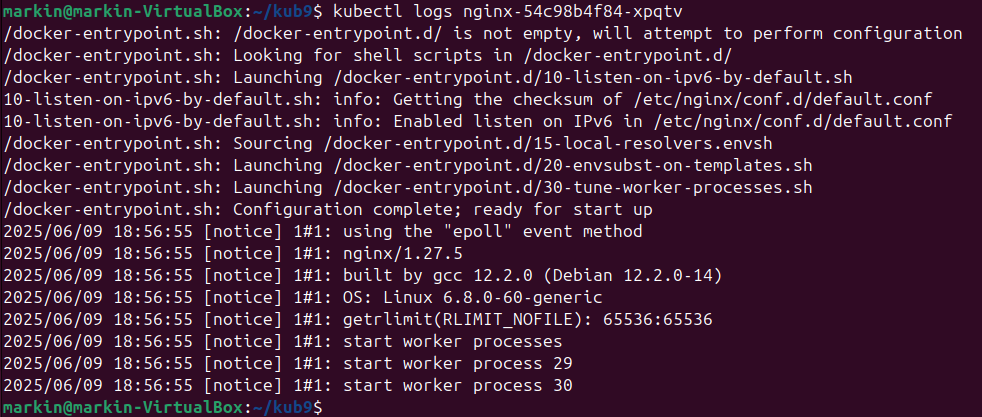 markin@markin-VirtualBox:~/kub9$ kubectl logs nginx-54c98b4f84-xpqtv
/docker-entrypoint.sh: /docker-entrypoint.d/ is not empty, will attempt to perform configuration
/docker-entrypoint.sh: Looking for shell scripts in /docker-entrypoint.d/
/docker-entrypoint.sh: Launching /docker-entrypoint.d/10-listen-on-ipv6-by-default.sh
10-listen-on-ipv6-by-default.sh: info: Getting the checksum of /etc/nginx/conf.d/default.conf
10-listen-on-ipv6-by-default.sh: info: Enabled listen on IPv6 in /etc/nginx/conf.d/default.conf
/docker-entrypoint.sh: Sourcing /docker-entrypoint.d/15-local-resolvers.envsh
/docker-entrypoint.sh: Launching /docker-entrypoint.d/20-envsubst-on-templates.sh
/docker-entrypoint.sh: Launching /docker-entrypoint.d/30-tune-worker-processes.sh
/docker-entrypoint.sh: Configuration complete; ready for start up
2025/06/09 18:56:55 [notice] 1#1: using the "epoll" event method
2025/06/09 18:56:55 [notice] 1#1: nginx/1.27.5
2025/06/09 18:56:55 [notice] 1#1: built by gcc 12.2.0 (Debian 12.2.0-14)
2025/06/09 18:56:55 [notice] 1#1: OS: Linux 6.8.0-60-generic
2025/06/09 18:56:55 [notice] 1#1: getrlimit(RLIMIT_NOFILE): 65536:65536
2025/06/09 18:56:55 [notice] 1#1: start worker processes
2025/06/09 18:56:55 [notice] 1#1: start worker process 29
2025/06/09 18:56:55 [notice] 1#1: start worker process 30
markin@markin-VirtualBox:~/kub9$